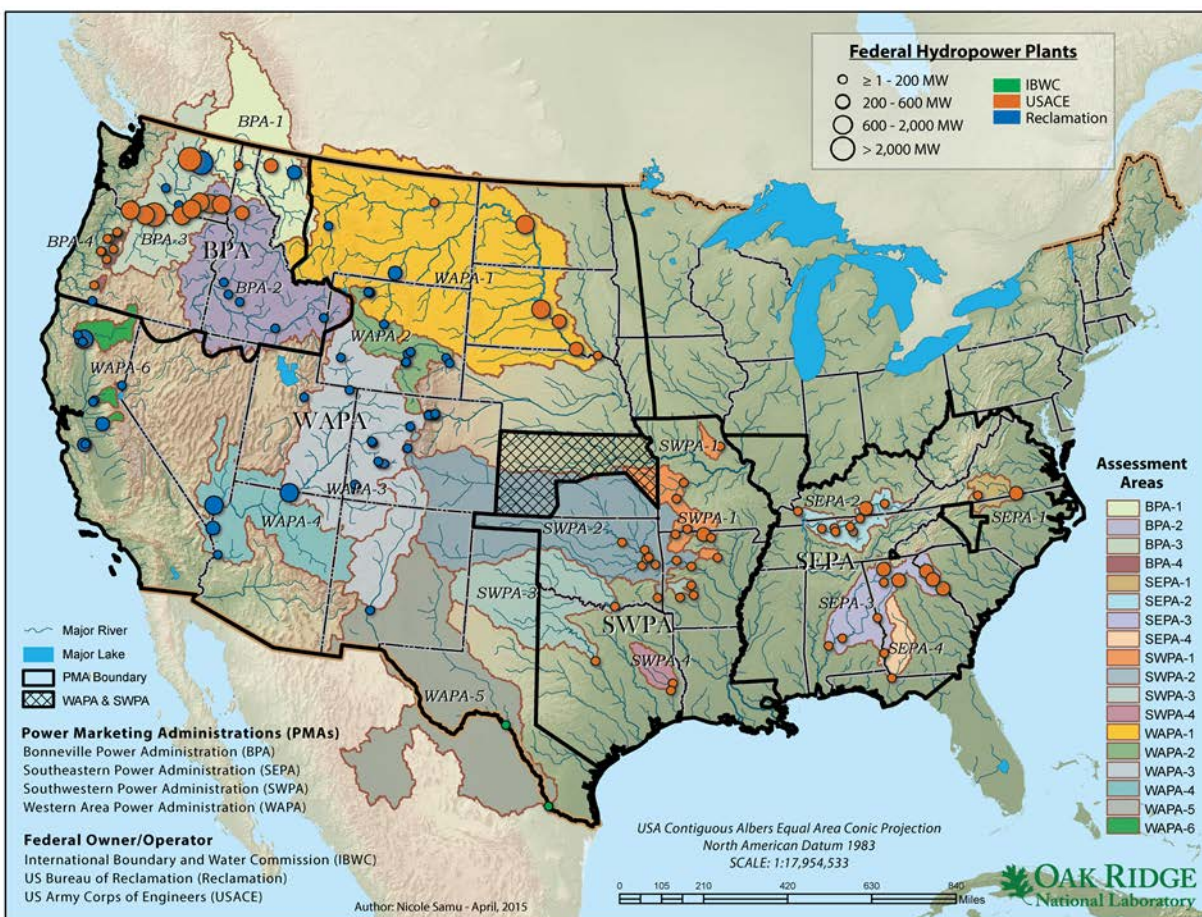 Federal Hydropower Plants
≥ 1 - 200 MW
200 - 600 MW
600 - 2,000 MW
> 2,000 MW
IBWC
USACE
Reclamation
BPA-1
BPA-4
BPA-3
BPA
BPA-2
WAPA-1
WAPA-2
WAPA-6
WAPA
WAPA-3
WAPA-4
WAPA-5
SWPA-1
SWPA-1
SWPA-2
SWPA-3
SWPA
SWPA-4
SEPA-2
SEPA-1
SEPA
SEPA-3
SEPA-4
Assessment
Areas
BPA-1
BPA-2
BPA-3
BPA-4
SEPA-1
SEPA-2
SEPA-3
SEPA-4
SWPA-1
SWPA-2
SWPA-3
SWPA-4
WAPA-1
WAPA-2
WAPA-3
WAPA-4
WAPA-5
WAPA-6
Major River
Major Lake
PMA Boundary
WAPA & SWPA
Power Marketing Administrations (PMAs)
Bonneville Power Administration (BPA)
Southeastern Power Administration (SEPA)
Southwestern Power Administration (SWPA)
Western Area Power Administration (WAPA)
Federal Owner/Operator
International Boundary and Water Commission (IBWC)
US Bureau of Reclamation (Reclamation)
US Army Corps of Engineers (USACE)
Author: Nicole Samu - April, 2015
USA Contiguous Albers Equal Area Conic Projection
North American Datum 1983
SCALE: 1:17,954,533
0 105 210 420 630 840
Miles
OAK RIDGE
National Laboratory